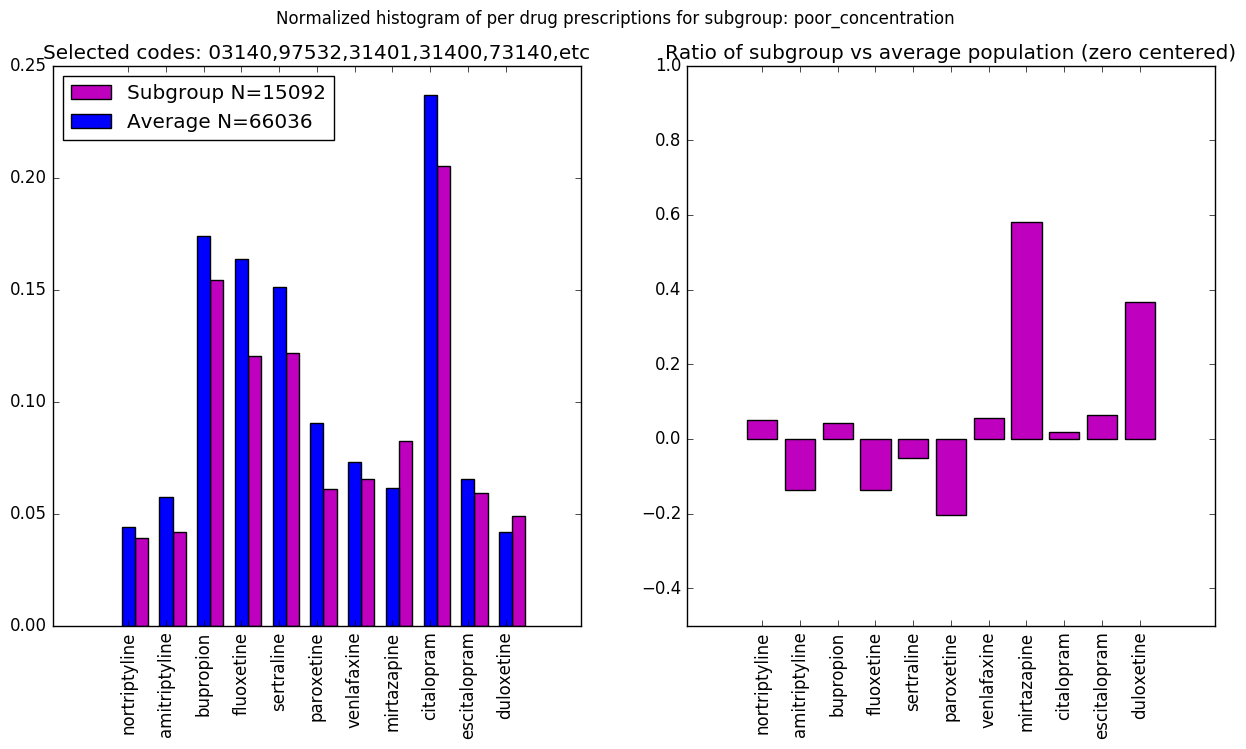 Normalized histogram of per drug prescriptions for subgroup: poor_concentration
Selected codes: 03140,97532,31401,31400,73140,etc
0.25
0.20
0.15
0.10
0.05
0.00
Subgroup N=15092
Average N=66036
nortriptyline
amitriptyline
bupropion
fluoxetine
sertraline
paroxetine
venlafaxine
mirtazapine
citalopram
escitalopram
duloxetine
Ratio of subgroup vs average population (zero centered)
1.0
0.8
0.6
0.4
0.2
0.0
−0.2
−0.4
nortriptyline
amitriptyline
bupropion
fluoxetine
sertraline
paroxetine
venlafaxine
mirtazapine
citalopram
escitalopram
duloxetine